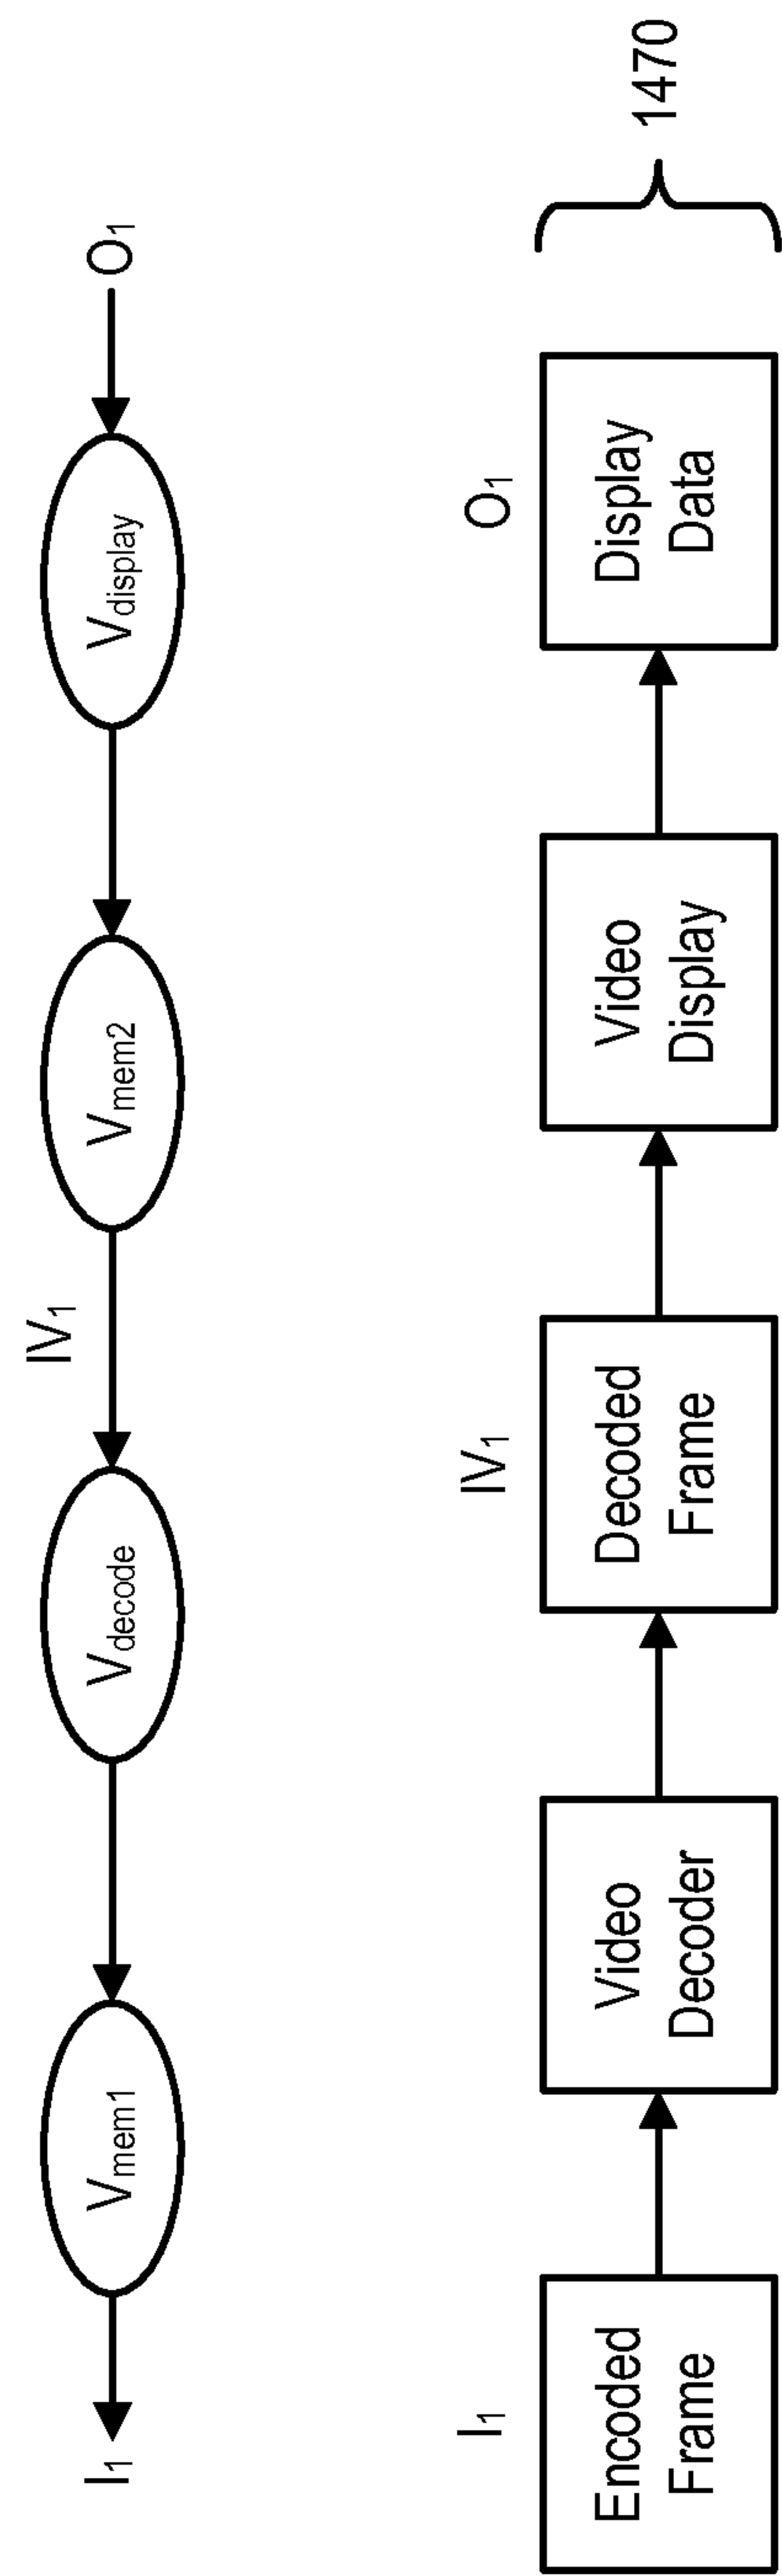 IV₁
I₁
Vmem1
Vdecode
Vmem2
Vdisplay
O₁
I₁
IV₁
O₁
Encoded
Frame
Video
Decoder
Decoded
Frame
Video
Display
Display
Data
1470